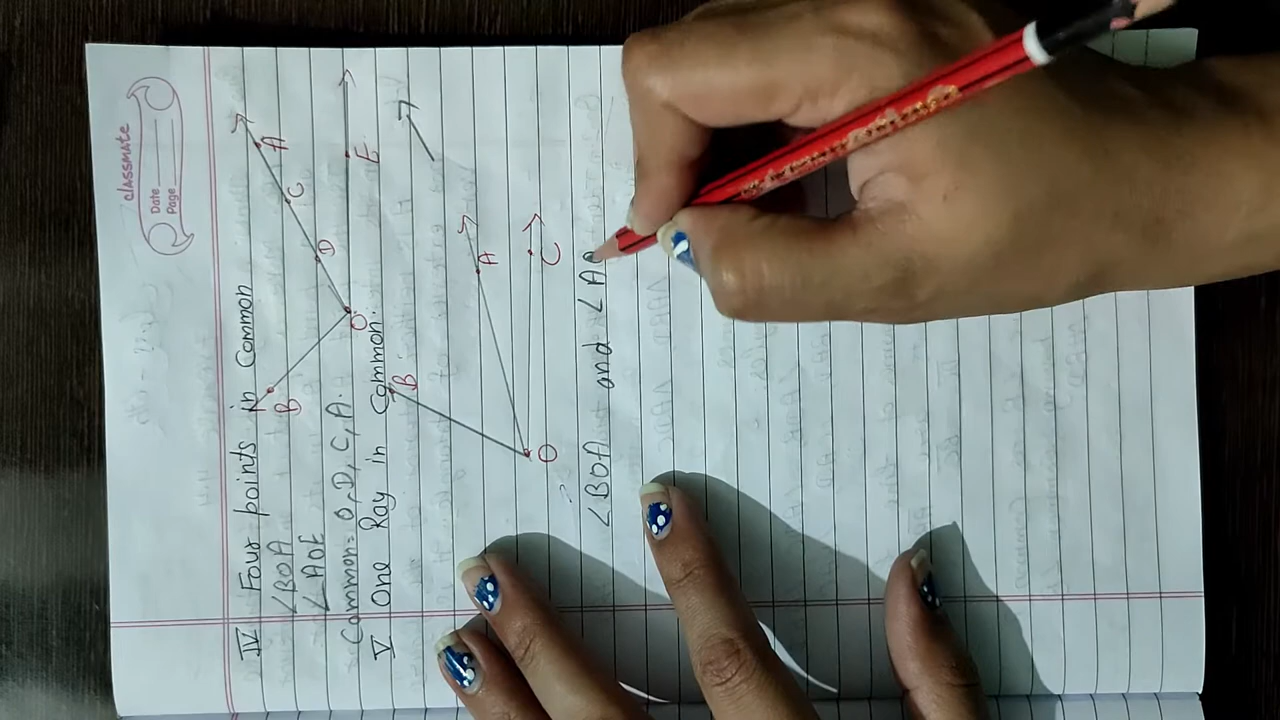 classmate
Date
Page
IV Four points in Common
A
C
D
O
B
E
∠BOA
∠AOE
Common = O, D, C, A.
V One Ray in Common.
B
A
C
O
∠BOA and ∠AO